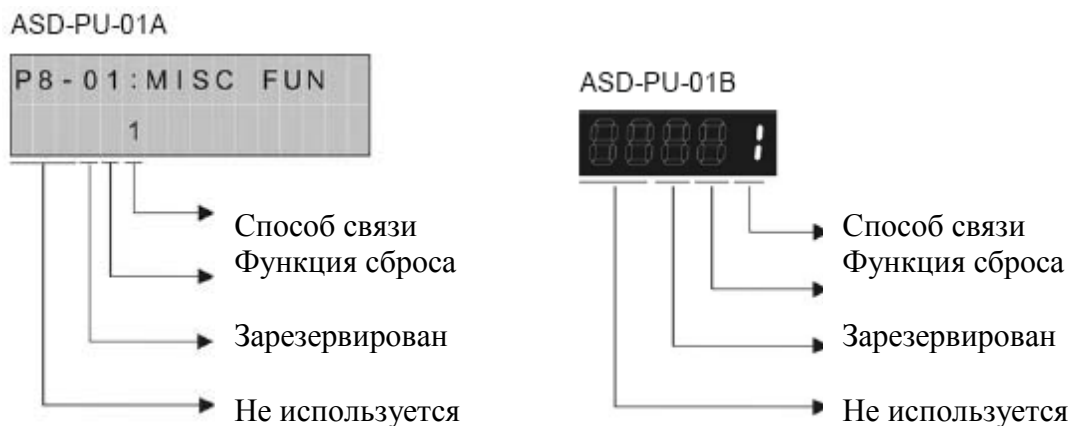 ASD-PU-01A
P8-01:MISC FUN
1
Способ связи
Функция сброса
Зарезервирован
Не используется
ASD-PU-01B
1
Способ связи
Функция сброса
Зарезервирован
Не используется